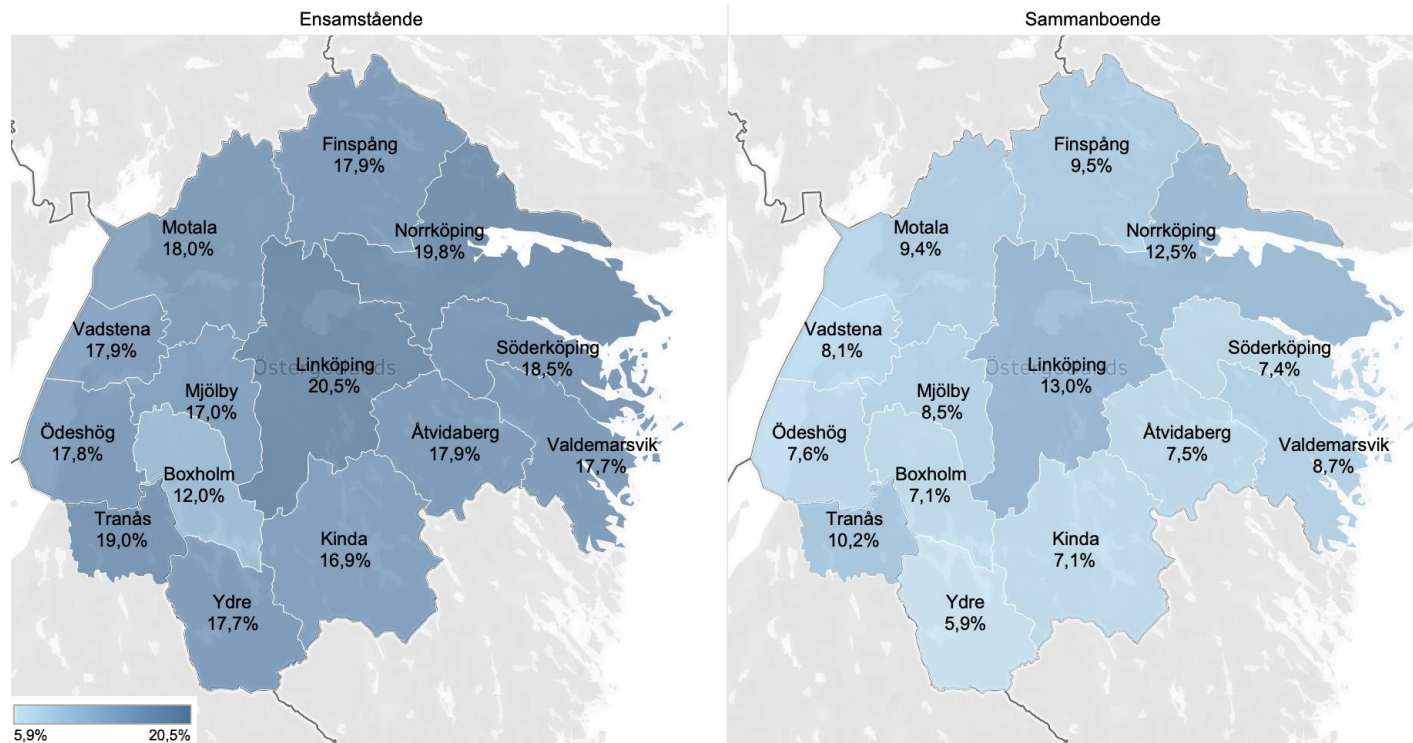 Ensamstående
Finspång
17,9%
Motala
18,0%
Norrköping
19,8%
Vadstena
17,9%
Linköping
20,5%
Söderköping
18,5%
Mjölby
17,0%
Ödeshög
17,8%
Åtvidaberg
17,9%
Valdemarsvik
17,7%
Boxholm
12,0%
Tranås
19,0%
Kinda
16,9%
Ydre
17,7%
5,9%
20,5%
Sammanboende
Finspång
9,5%
Motala
9,4%
Norrköping
12,5%
Vadstena
8,1%
Linköping
13,0%
Söderköping
7,4%
Mjölby
8,5%
Ödeshög
7,6%
Åtvidaberg
7,5%
Valdemarsvik
8,7%
Boxholm
7,1%
Tranås
10,2%
Kinda
7,1%
Ydre
5,9%